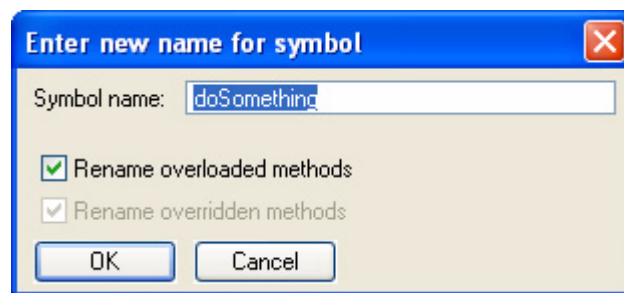 Enter new name for symbol
Symbol name: doSomething
Rename overloaded methods
Rename overridden methods
OK Cancel